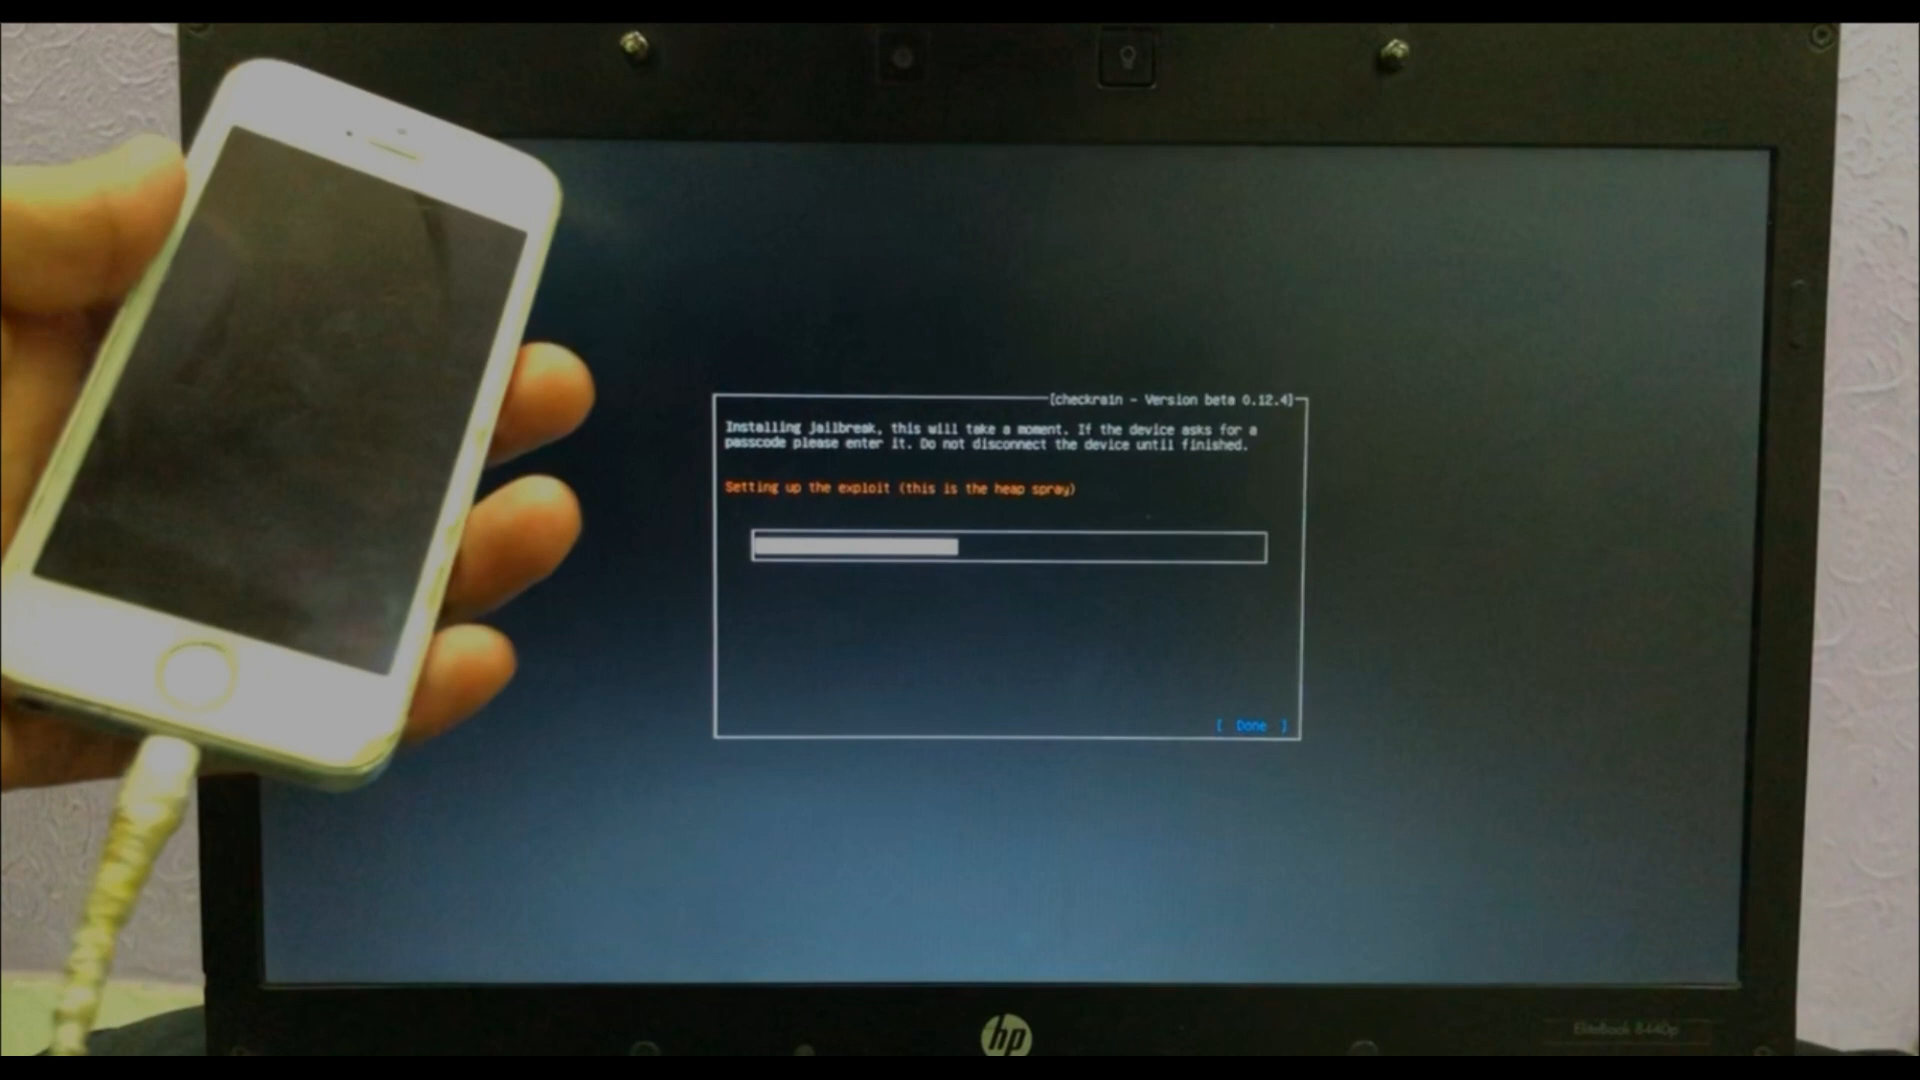 [checkra1n - Version beta 0.12.4]
Installing jailbreak, this will take a moment. If the device asks for a
passcode please enter it. Do not disconnect the device until finished.
Setting up the exploit (this is the heap spray)
[ Done ]
hp
EliteBook 8440p